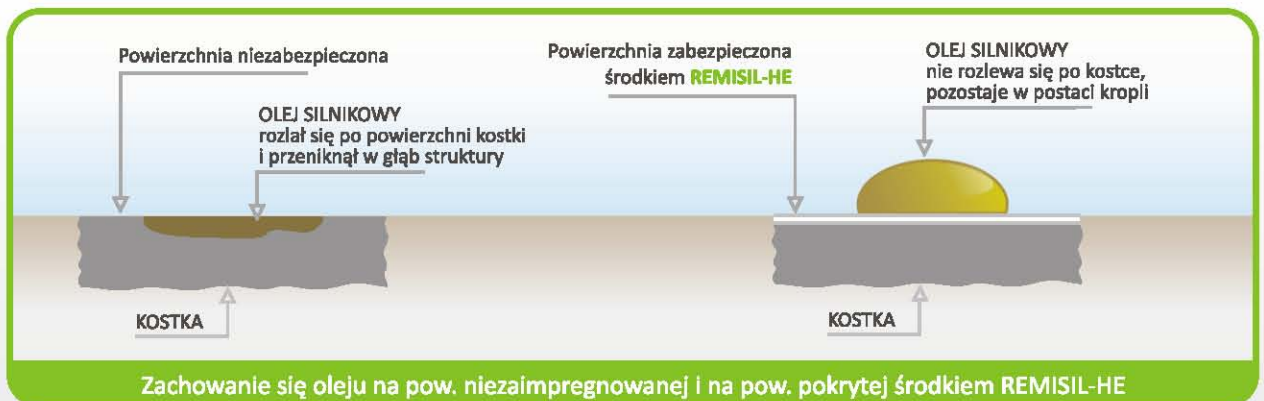 Powierzchnia niezabezpieczona
OLEJ SILNIKOWY
rozlał się po powierzchni kostki
i przeniknął w głąb struktury
KOSTKA
Powierzchnia zabezpieczona
środkiem REMISIL-HE
OLEJ SILNIKOWY
nie rozlewa się po kostce,
pozostaje w postaci kropli
KOSTKA
Zachowanie się oleju na pow. niezaimpregnowanej i na pow. pokrytej środkiem REMISIL-HE